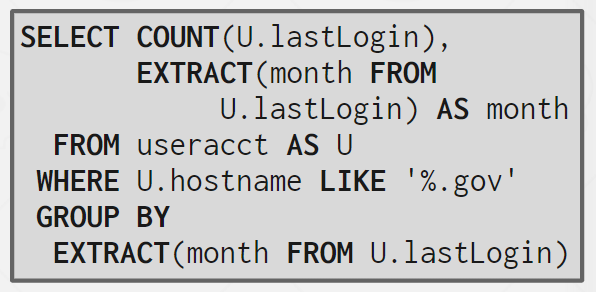 SELECT COUNT(U.lastLogin),
EXTRACT(month FROM
U.lastLogin) AS month
FROM useracct AS U
WHERE U.hostname LIKE '%.gov'
GROUP BY
EXTRACT(month FROM U.lastLogin)